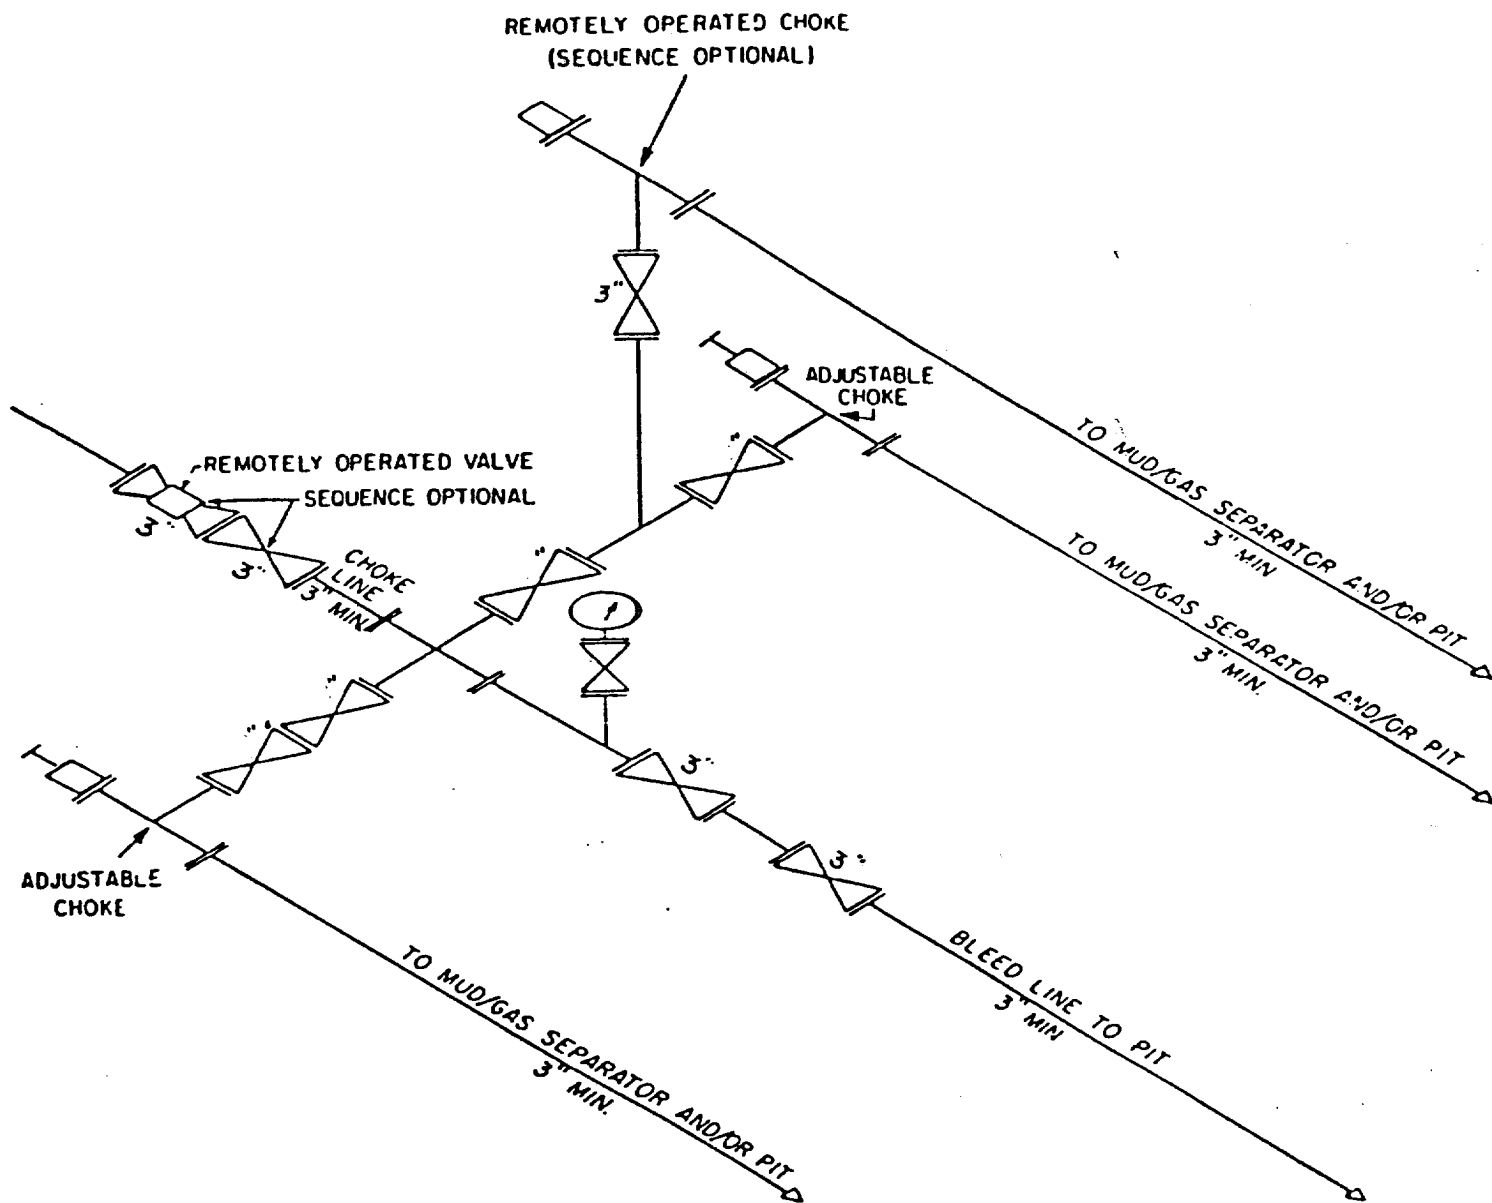 REMOTELY OPERATED CHOKE
(SEQUENCE OPTIONAL)
3"
ADJUSTABLE
CHOKE
"
REMOTELY OPERATED VALVE
SEQUENCE OPTIONAL
3"
3"
CHOKE
LINE
3" MIN.
"
"
"
3"
3"
ADJUSTABLE
CHOKE
TO MUD/GAS SEPARATOR AND/OR PIT
3" MIN
TO MUD/GAS SEPARATOR AND/OR PIT
3" MIN.
BLEED LINE TO PIT
3" MIN
TO MUD/GAS SEPARATOR AND/OR PIT
3" MIN.